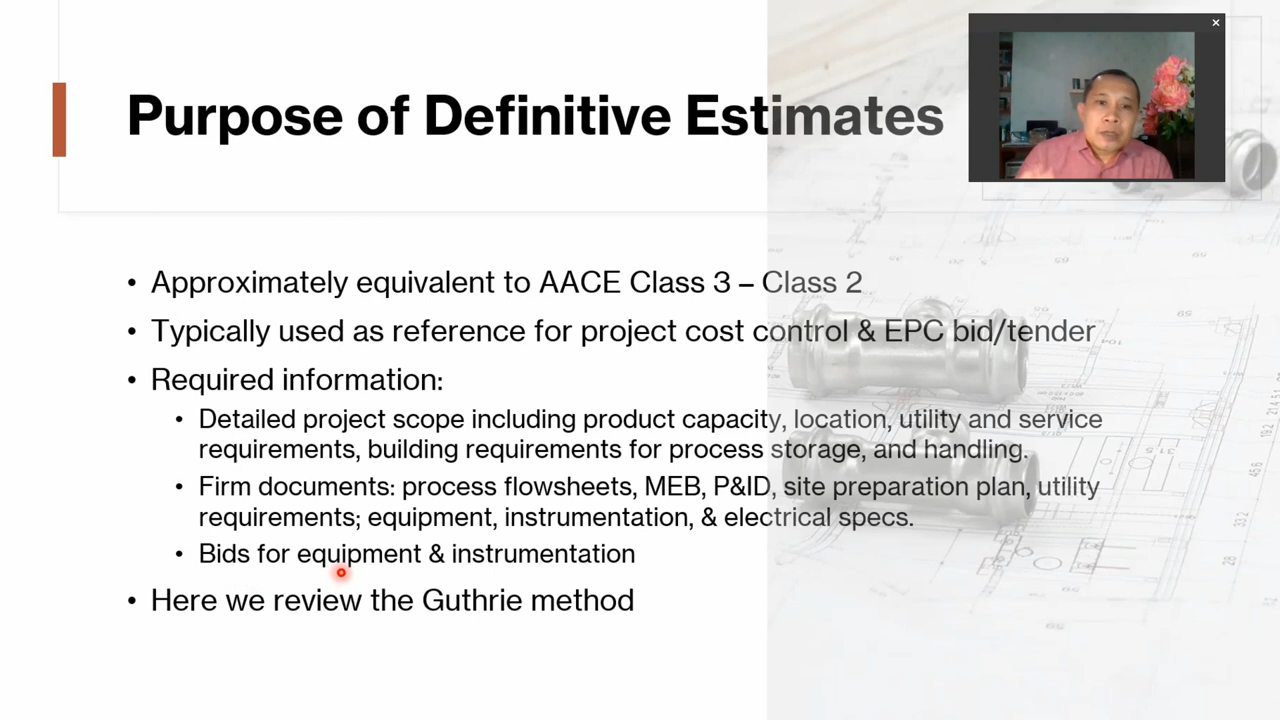 Purpose of Definitive Estimates
• Approximately equivalent to AACE Class 3 – Class 2
• Typically used as reference for project cost control & EPC bid/tender
• Required information:
• Detailed project scope including product capacity, location, utility and service
requirements, building requirements for process storage, and handling.
• Firm documents: process flowsheets, MEB, P&ID, site preparation plan, utility
requirements; equipment, instrumentation, & electrical specs.
• Bids for equipment & instrumentation
• Here we review the Guthrie method